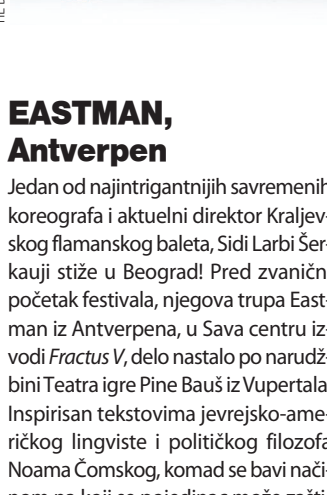 EASTMAN,
Antverpen
Jedan od najintrigantnijih savremenih
koreografa i aktuelni direktor Kraljev-
skog flamanskog baleta, Sidi Larbi Šer-
kauji stiže u Beograd! Pred zvanični
početak festivala, njegova trupa East-
man iz Antverpena, u Sava centru iz-
vodi Fractus V, delo nastalo po narudž-
bini Teatra igre Pine Bauš iz Vupertala.
Inspirisan tekstovima jevrejsko-ame-
ričkog lingviste i političkog filozofa
Noama Čomskog, komad se bavi nači-